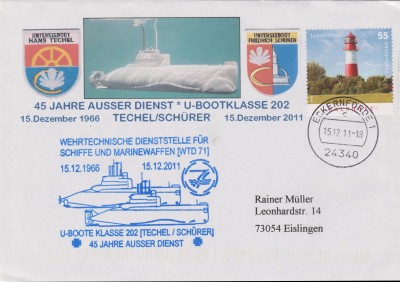 UNTERSEEBOOT
HANS TECHEL
UNTERSEEBOOT
FRIEDRICH SCHÜRER
55
45 JAHRE AUSSER DIENST * U-BOOTKLASSE 202
15.Dezember 1966 TECHEL/SCHÜRER 15.Dezember 2011
ECKERNFÖRDE 1
15.12.11-18
24340
WEHRTECHNISCHE DIENSTSTELLE FÜR
SCHIFFE UND MARINEWAFFEN [WTD 71]
15.12.1966 15.12.2011
U-BOOTE KLASSE 202 [TECHEL / SCHÜRER]
45 JAHRE AUSSER DIENST
Rainer Müller
Leonhardstr. 14
73054 Eislingen